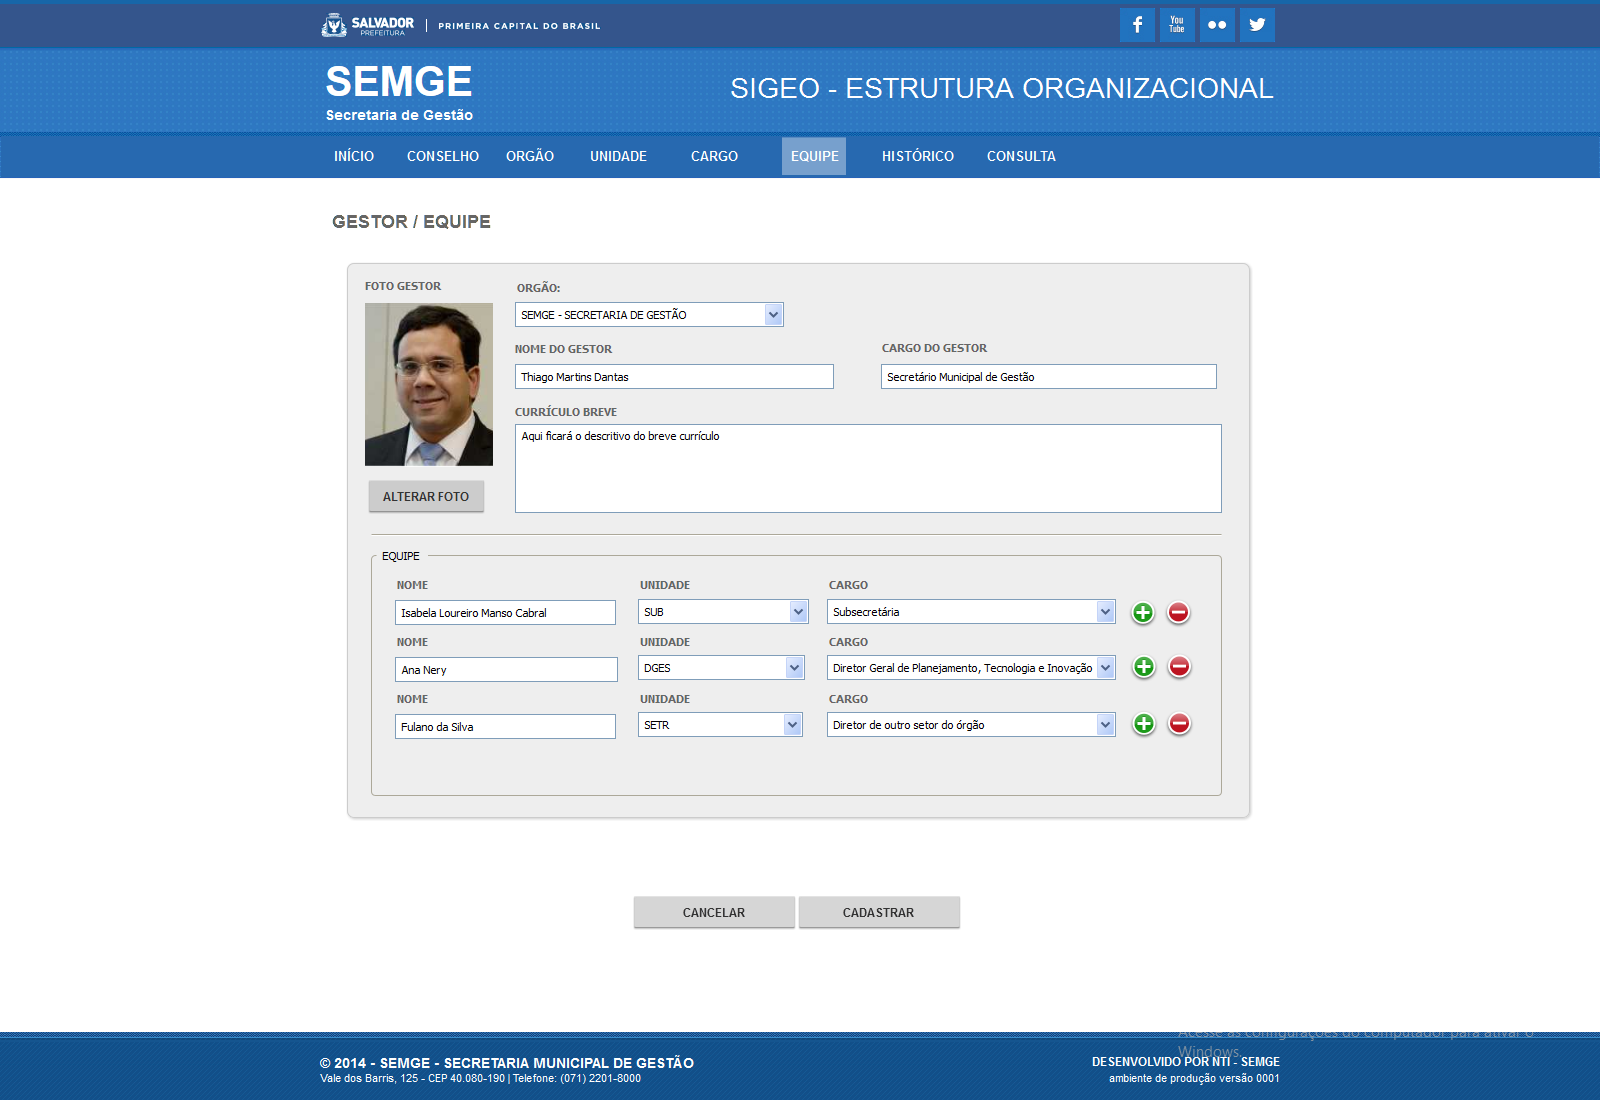 SALVADOR
PREFEITURA
PRIMEIRA CAPITAL DO BRASIL
You
Tube
SEMGE
Secretaria de Gestão
SIGEO - ESTRUTURA ORGANIZACIONAL
INÍCIO CONSELHO ORGÃO UNIDADE CARGO EQUIPE HISTÓRICO CONSULTA
GESTOR / EQUIPE
FOTO GESTOR
ALTERAR FOTO
ORGÃO:
SEMGE - SECRETARIA DE GESTÃO
NOME DO GESTOR
Thiago Martins Dantas
CARGO DO GESTOR
Secretário Municipal de Gestão
CURRÍCULO BREVE
Aqui ficará o descritivo do breve currículo
EQUIPE
NOME UNIDADE CARGO
Isabela Loureiro Manso Cabral SUB Subsecretária
NOME UNIDADE CARGO
Ana Nery DGES Diretor Geral de Planejamento, Tecnologia e Inovação
NOME UNIDADE CARGO
Fulano da Silva SETR Diretor de outro setor do órgão
CANCELAR CADASTRAR
Acesse as configurações do computador para ativar o
Windows.
© 2014 - SEMGE - SECRETARIA MUNICIPAL DE GESTÃO
Vale dos Barris, 125 - CEP 40.080-190 | Telefone: (071) 2201-8000
DESENVOLVIDO POR NTI - SEMGE
ambiente de produção versão 0001